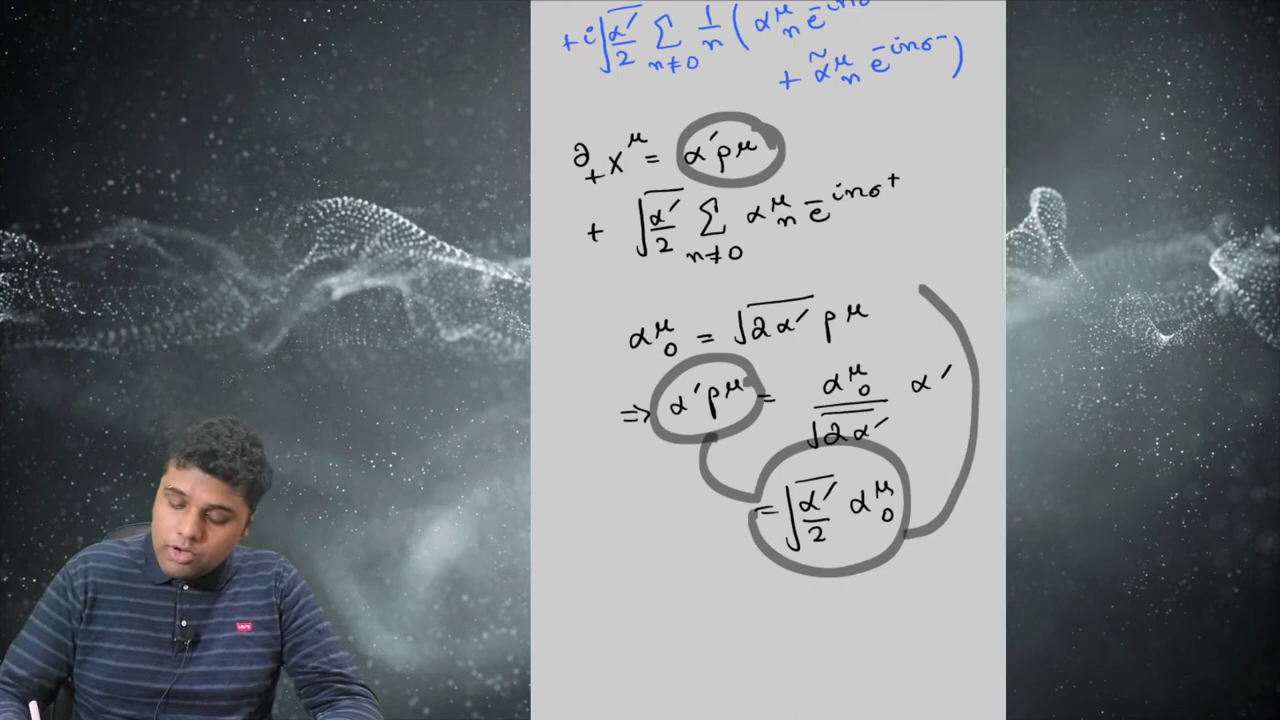 + i√(α′/2) Σ_{n≠0} 1/n ( α^μ_n e^{-inσ
+ α̃^μ_n e^{-inσ^-} )
∂_+ X^μ = α′p^μ
+ √(α′/2) Σ_{n≠0} α^μ_n e^{-inσ^+}
α^μ_0 = √(2α′) p^μ
⇒ α′p^μ = α^μ_0 / √(2α′) α′
= √(α′/2) α^μ_0